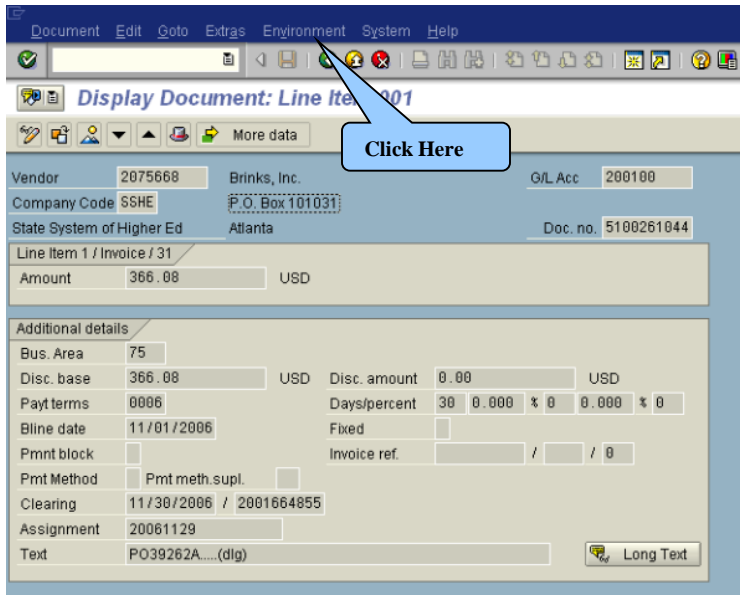 Document Edit Goto Extras Environment System Help
Display Document: Line Item 001
More data
Click Here
Vendor 2075668 Brinks, Inc. G/L Acc 200100
Company Code SSHE P.O. Box 101031
State System of Higher Ed Atlanta Doc. no. 5100261044
Line Item 1 / Invoice / 31
Amount 366.08 USD
Additional details
Bus. Area 75
Disc. base 366.08 USD Disc. amount 0.00 USD
Payt terms 0006 Days/percent 30 0.000 % 0 0.000 % 0
Bline date 11/01/2006 Fixed
Pmnt block Invoice ref. / / 0
Pmt Method Pmt meth.supl.
Clearing 11/30/2006 / 2001664855
Assignment 20061129
Text PO39262A.....(dlg) Long Text